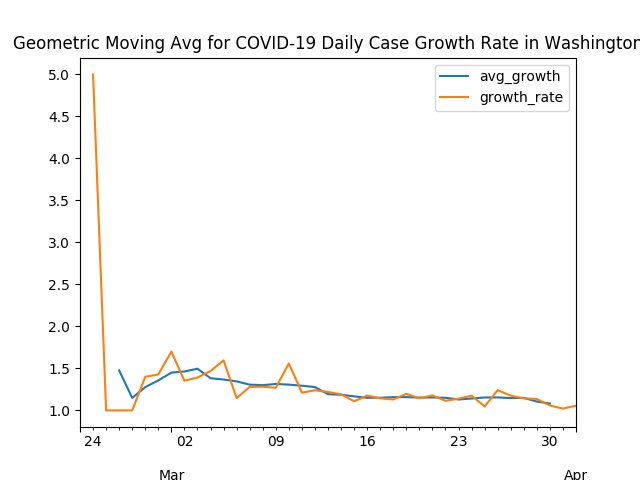 Geometric Moving Avg for COVID-19 Daily Case Growth Rate in Washington
avg_growth
growth_rate
5.0
4.5
4.0
3.5
3.0
2.5
2.0
1.5
1.0
24 02 09 16 23 30
Mar Apr